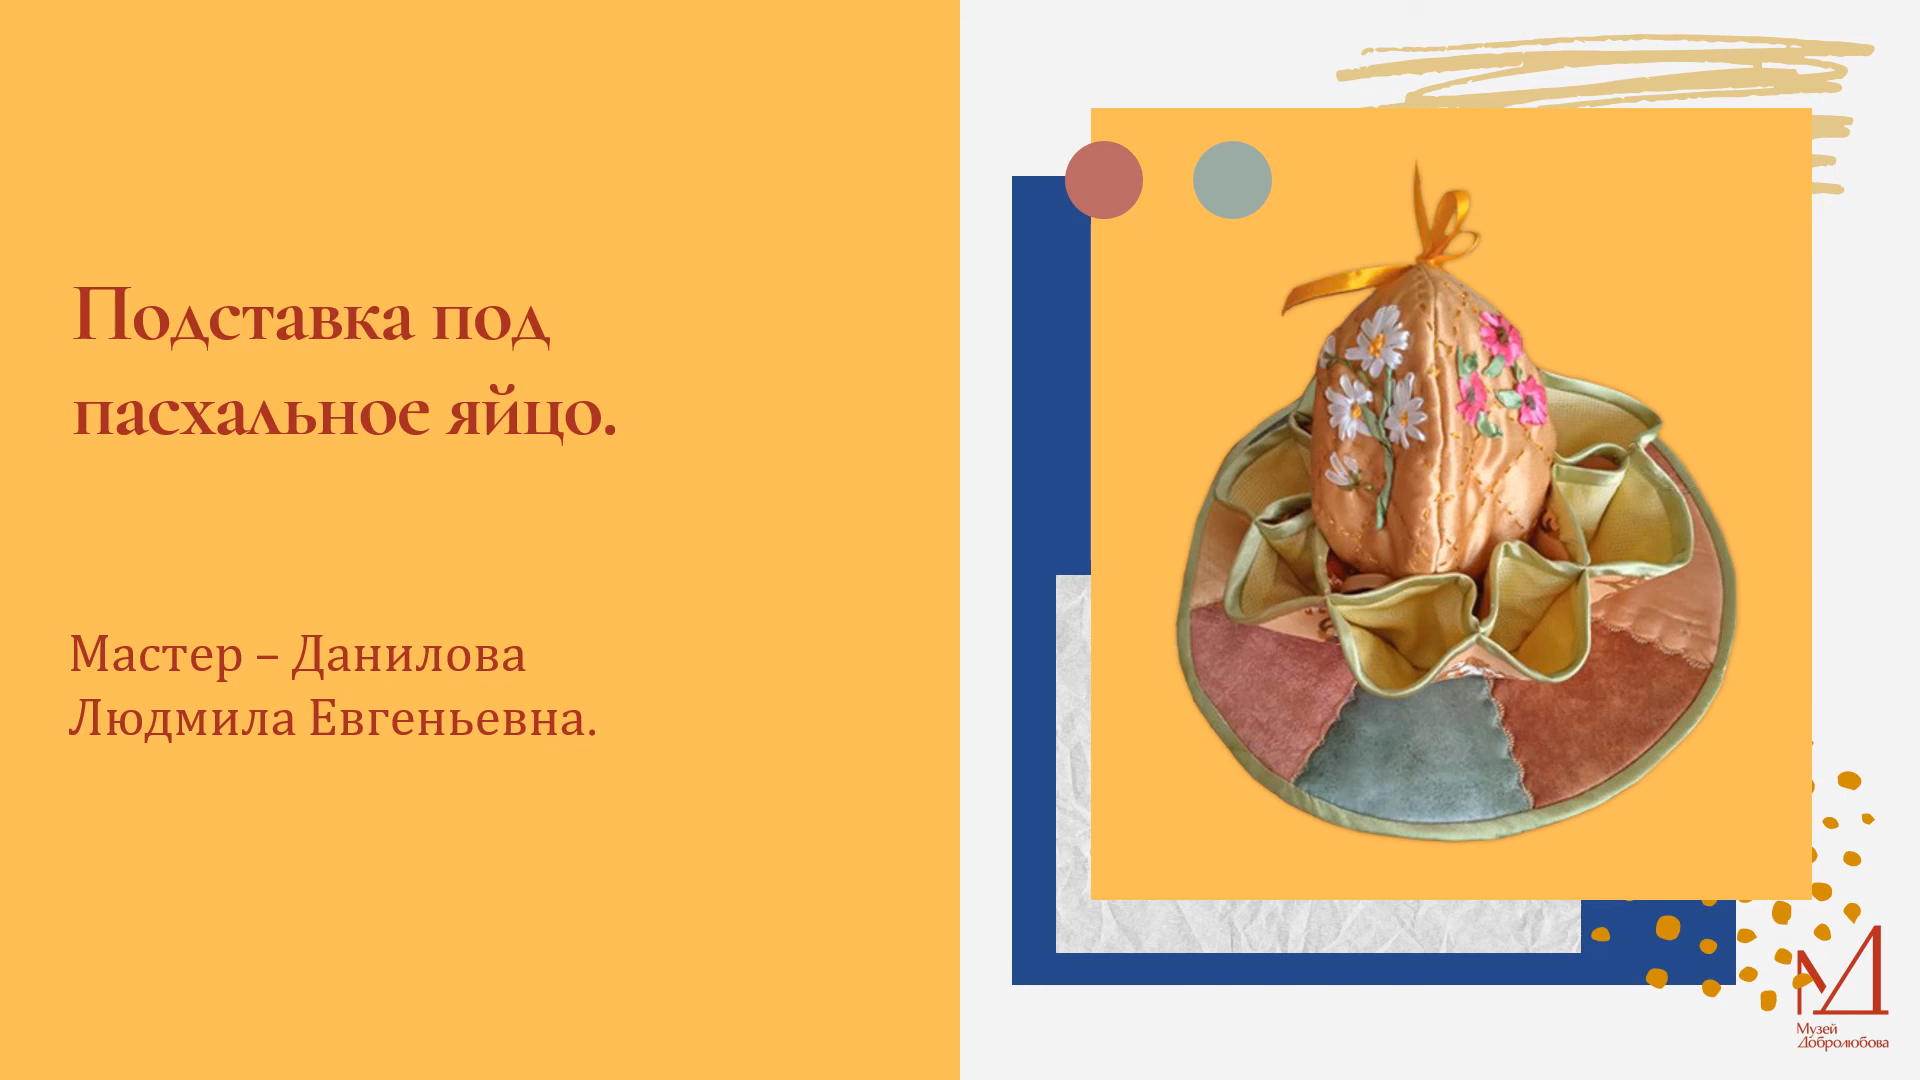 Подставка под
пасхальное яйцо.
Мастер – Данилова
Людмила Евгеньевна.
Музей
Добролюбова